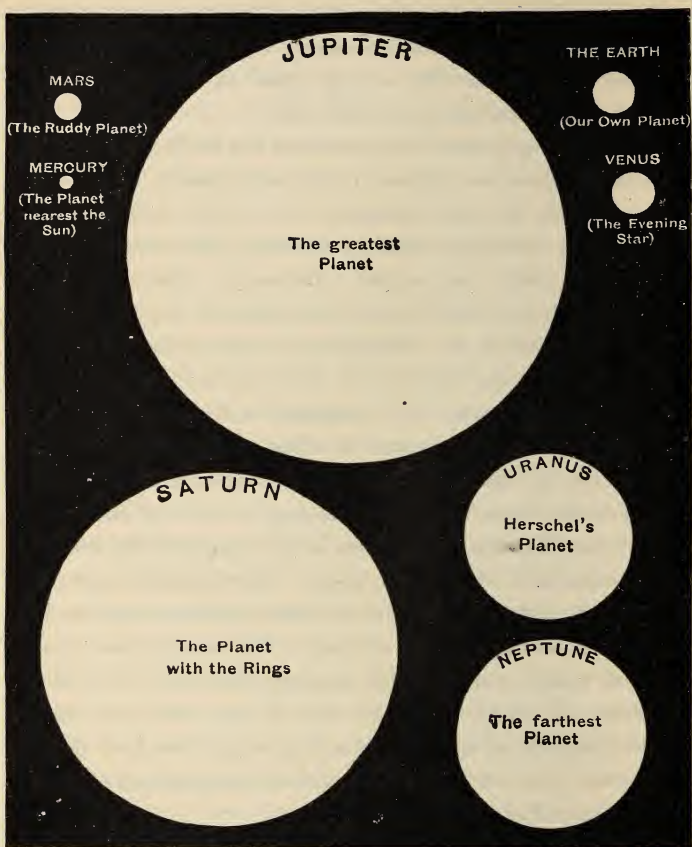 JUPITER
The greatest
Planet
MARS
(The Ruddy Planet)
MERCURY
(The Planet
nearest the
Sun)
THE EARTH
(Our Own Planet)
VENUS
(The Evening
Star)
SATURN
The Planet
with the Rings
URANUS
Herschel's
Planet
NEPTUNE
The farthest
Planet